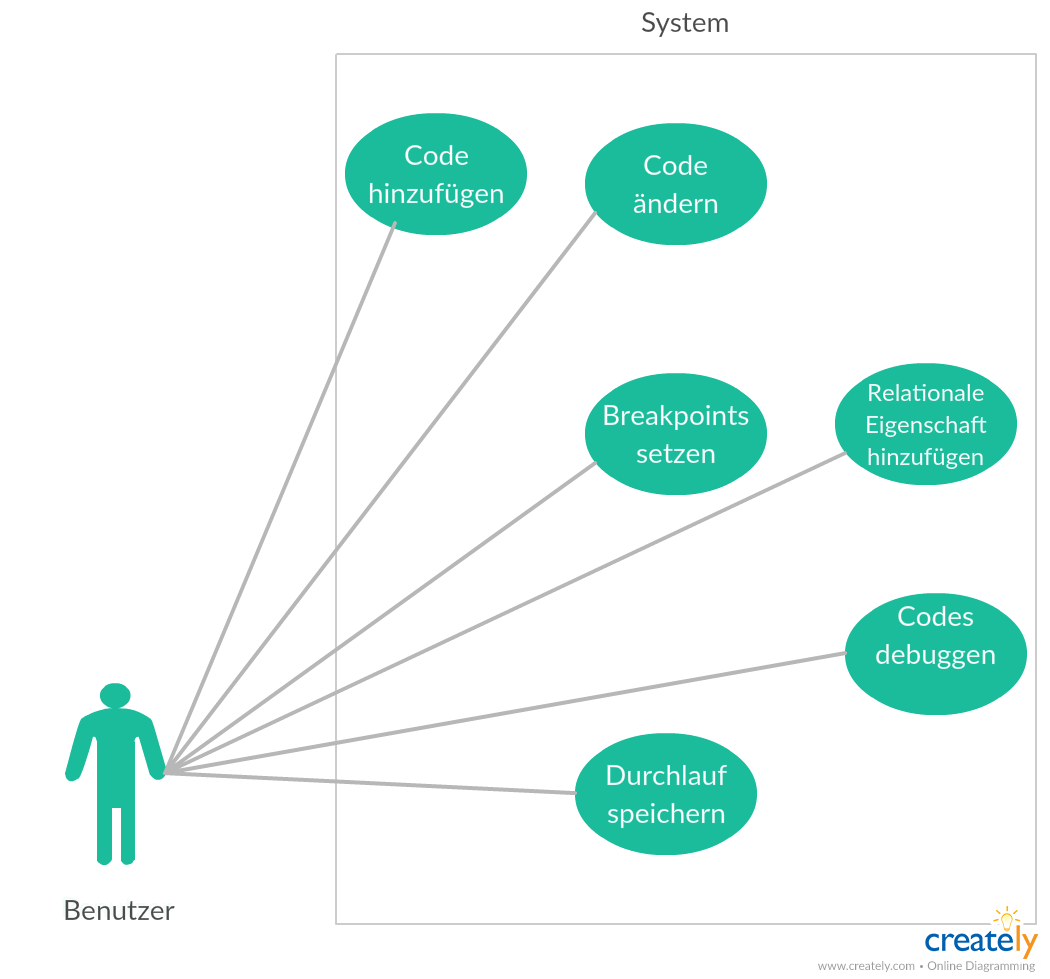 System
Code
hinzufügen
Code
ändern
Breakpoints
setzen
Relationale
Eigenschaft
hinzufügen
Codes
debuggen
Durchlauf
speichern
Benutzer
creately
www.creately.com • Online Diagramming